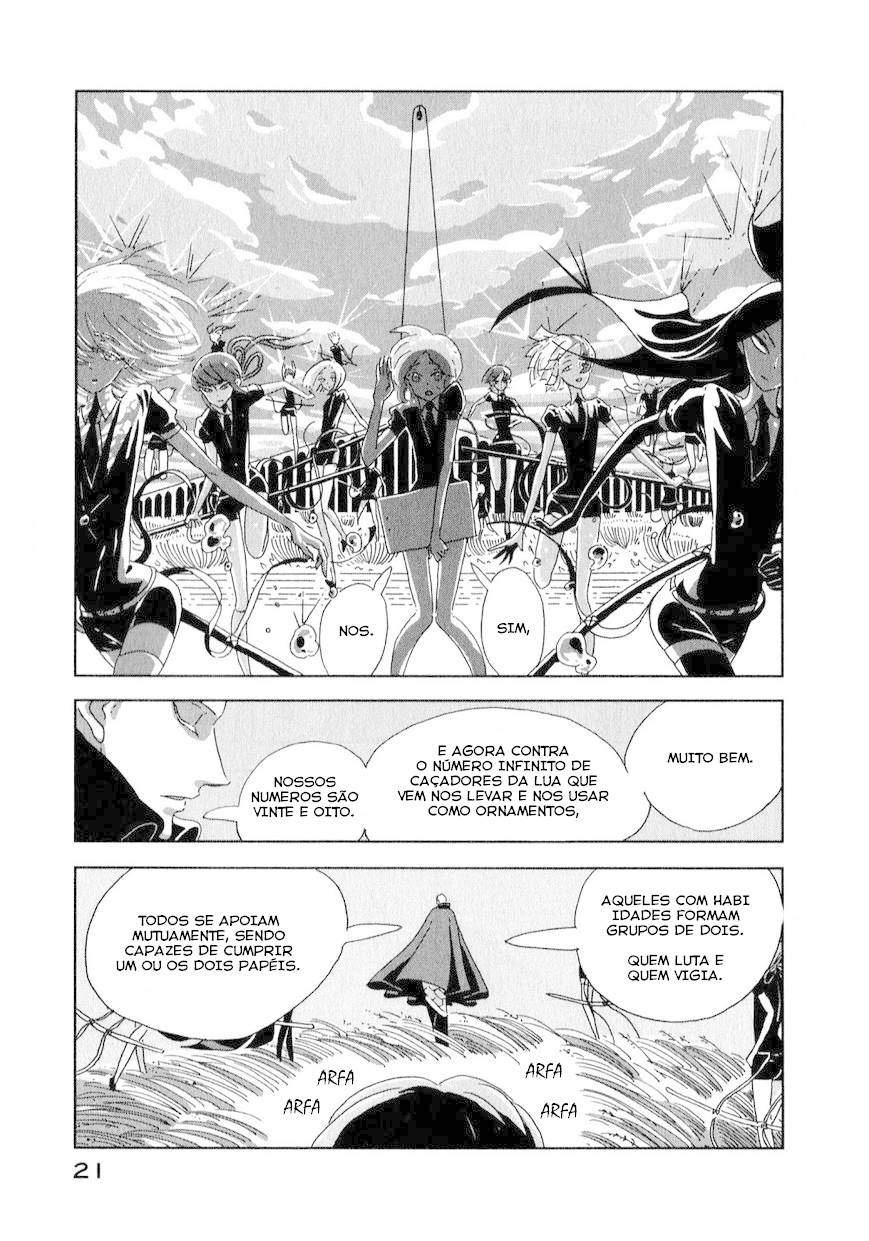 SIM,
NOS.
MUITO BEM.
E AGORA CONTRA
O NÚMERO INFINITO DE
CAÇADORES DA LUA QUE
VEM NOS LEVAR E NOS USAR
COMO ORNAMENTOS,
NOSSOS
NUMEROS SÃO
VINTE E OITO.
AQUELES COM HABI
IDADES FORMAM
GRUPOS DE DOIS.
QUEM LUTA E
QUEM VIGIA.
TODOS SE APOIAM
MUTUAMENTE, SENDO
CAPAZES DE CUMPRIR
UM OU OS DOIS PAPÉIS.
ARFA
ARFA
ARFA
ARFA
21